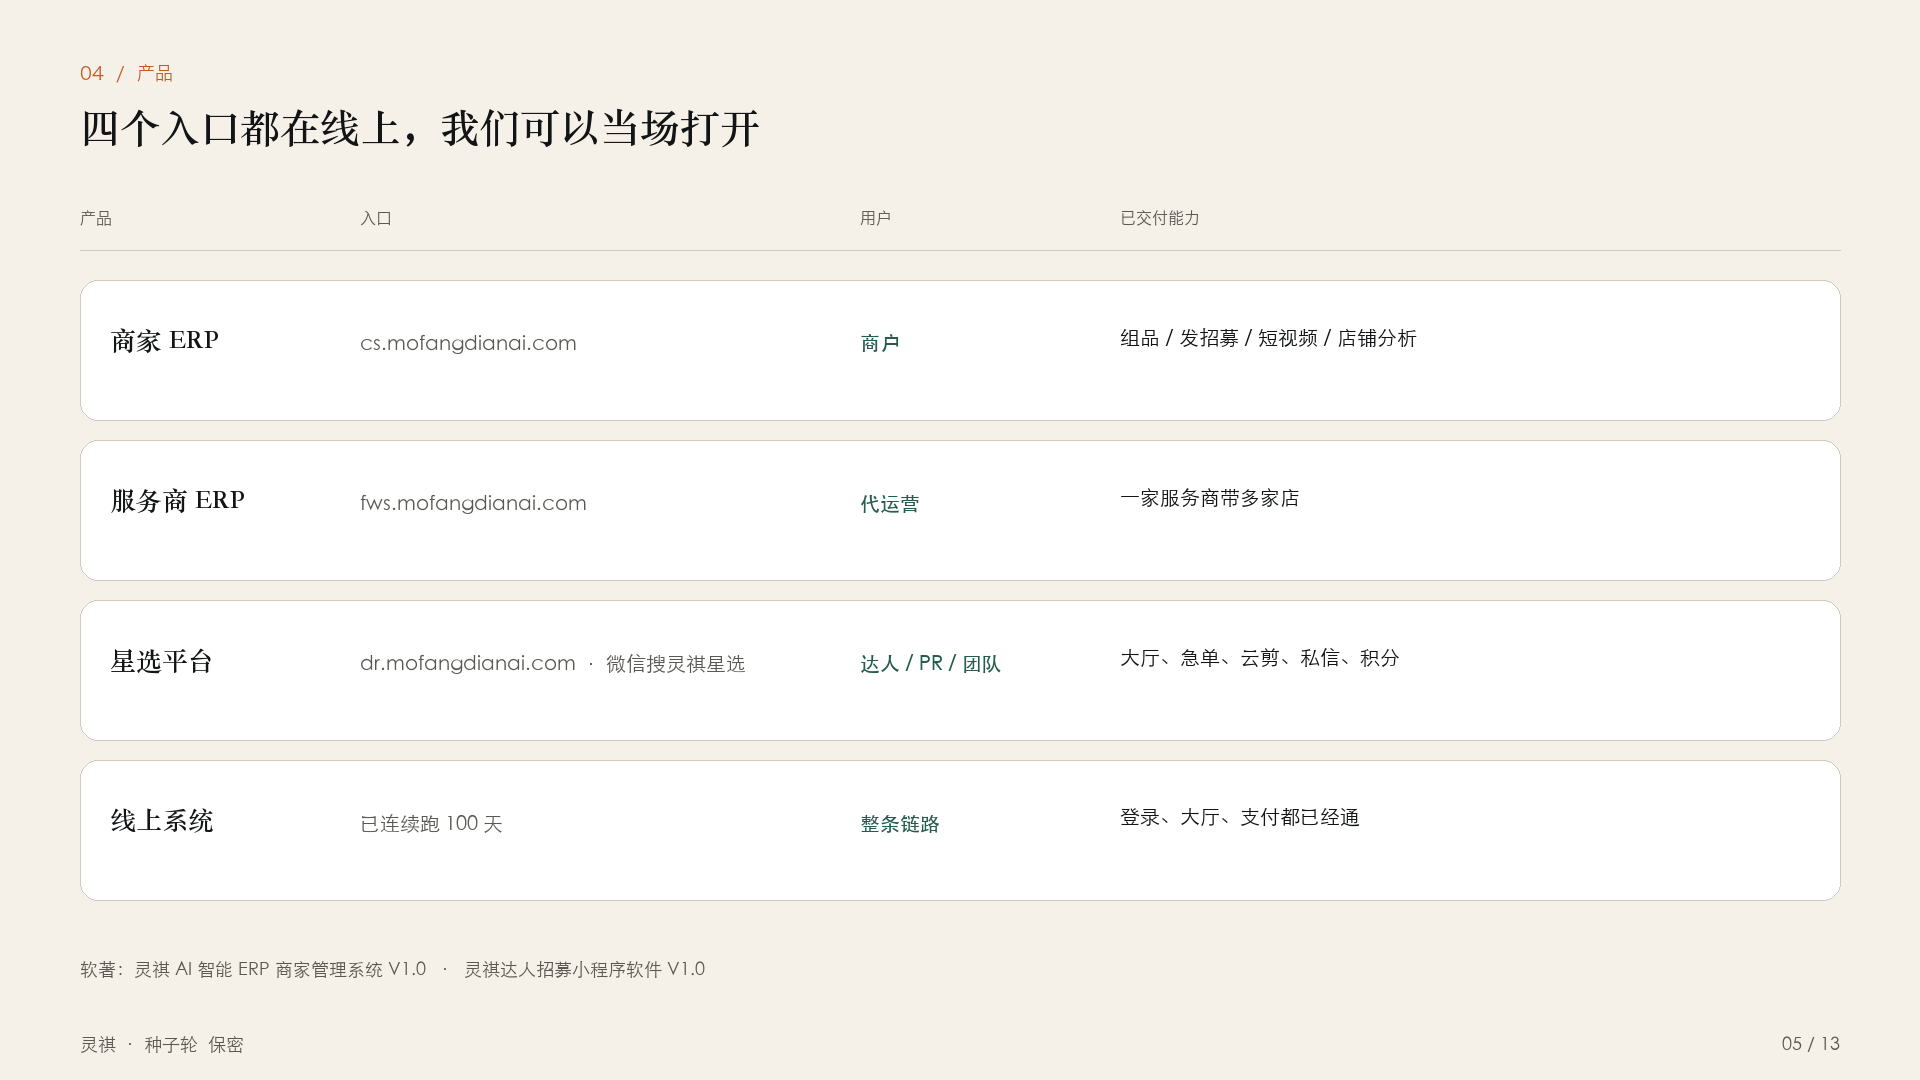 04 / 产品
四个入口都在线上，我们可以当场打开
产品 入口 用户 已交付能力
商家 ERP cs.mofangdianai.com 商户 组品 / 发招募 / 短视频 / 店铺分析
服务商 ERP fws.mofangdianai.com 代运营 一家服务商带多家店
星选平台 dr.mofangdianai.com · 微信搜灵祺星选 达人 / PR / 团队 大厅、急单、云剪、私信、积分
线上系统 已连续跑 100 天 整条链路 登录、大厅、支付都已经通
软著：灵祺 AI 智能 ERP 商家管理系统 V1.0 · 灵祺达人招募小程序软件 V1.0
灵祺 · 种子轮 保密 05 / 13